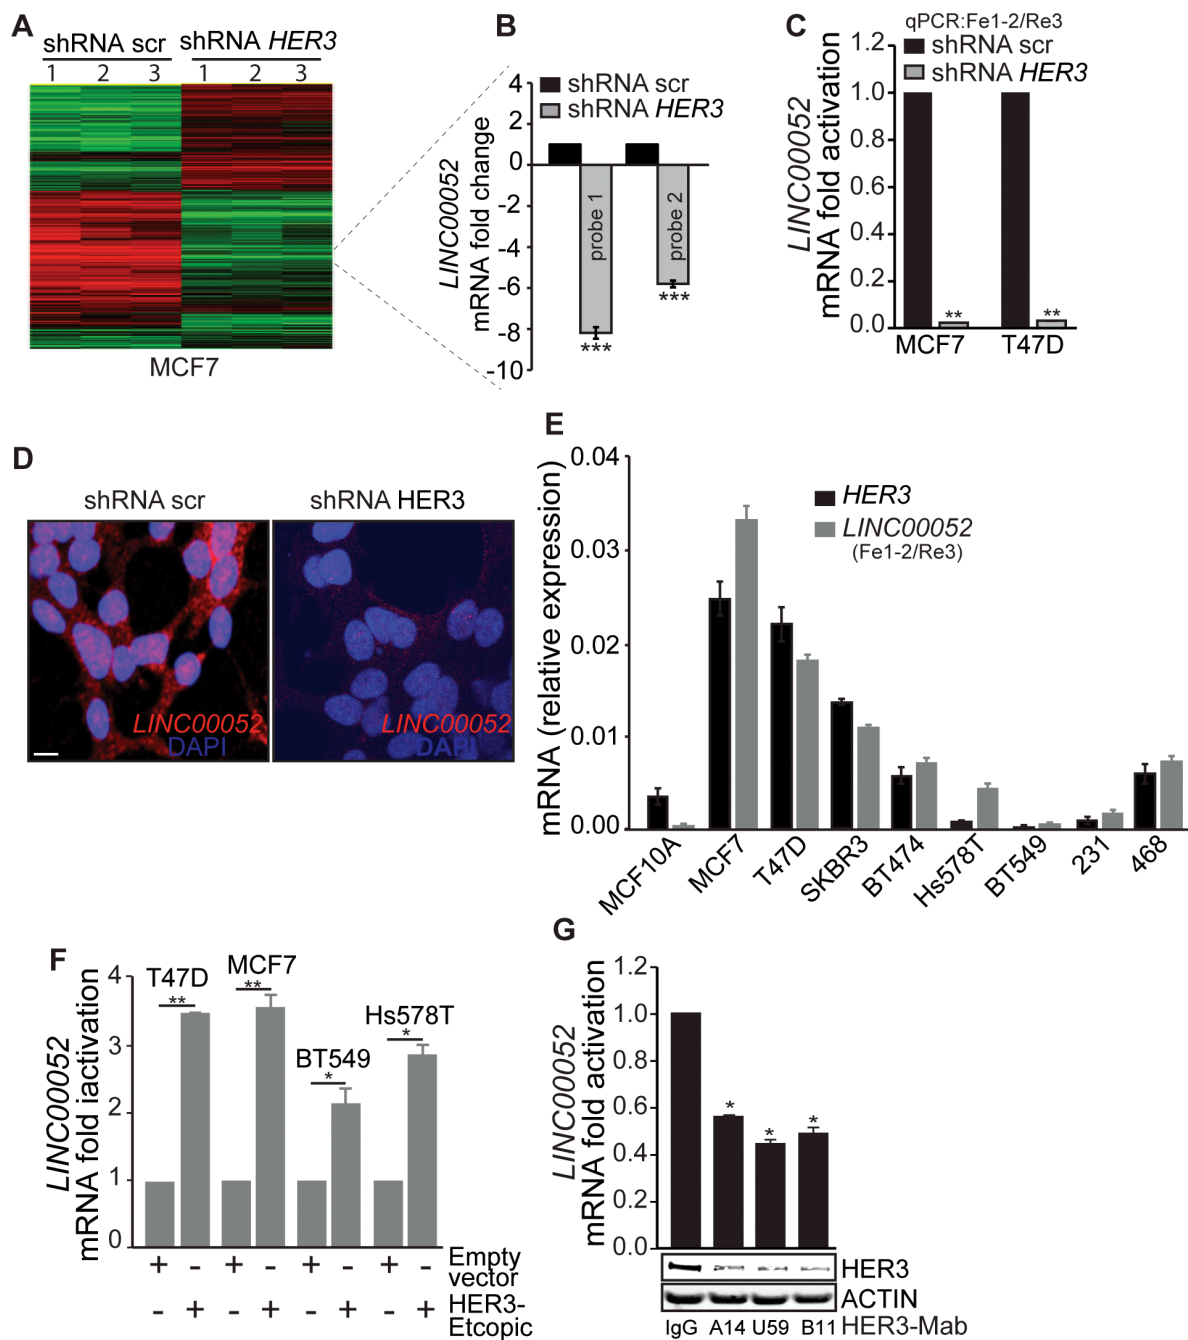 A
shRNA scr shRNA HER3
1 2 3 1 2 3
MCF7
B
shRNA scr
shRNA HER3
4
2
0
-2
-4
-6
-8
-10
LINC00052
mRNA fold change
probe 1
probe 2
***
***
C
qPCR:Fe1-2/Re3
shRNA scr
shRNA HER3
1.2
1.0
0.8
0.6
0.4
0.2
0.0
LINC00052
mRNA fold activation
**
**
MCF7 T47D
D
shRNA scr shRNA HER3
LINC00052
DAPI
LINC00052
DAPI
E
0.04
0.03
0.02
0.01
0.00
mRNA (relative expression)
HER3
LINC00052
(Fe1-2/Re3)
MCF10A MCF7 T47D SKBR3 BT474 Hs578T BT549 231 468
F
4
3
2
1
0
LINC00052
mRNA fold iactivation
T47D
**
MCF7
**
BT549
*
Hs578T
*
+ - + - + - + - Empty
vector
- + - + - + - + HER3-
Etcopic
G
1.2
1.0
0.8
0.6
0.4
0.2
0.0
LINC00052
mRNA fold activation
*
*
*
HER3
ACTIN
IgG A14 U59 B11 HER3-Mab